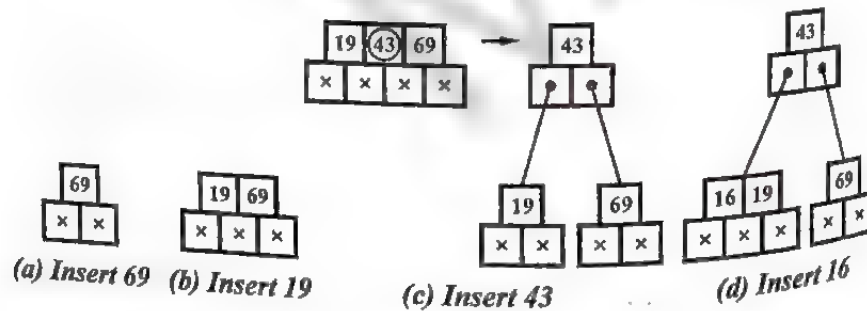 19 43 69
× × × ×
43
69
× ×
(a) Insert 69
19 69
× × ×
(b) Insert 19
19
× ×
69
× ×
(c) Insert 43
43
16 19
× × ×
69
× ×
(d) Insert 16